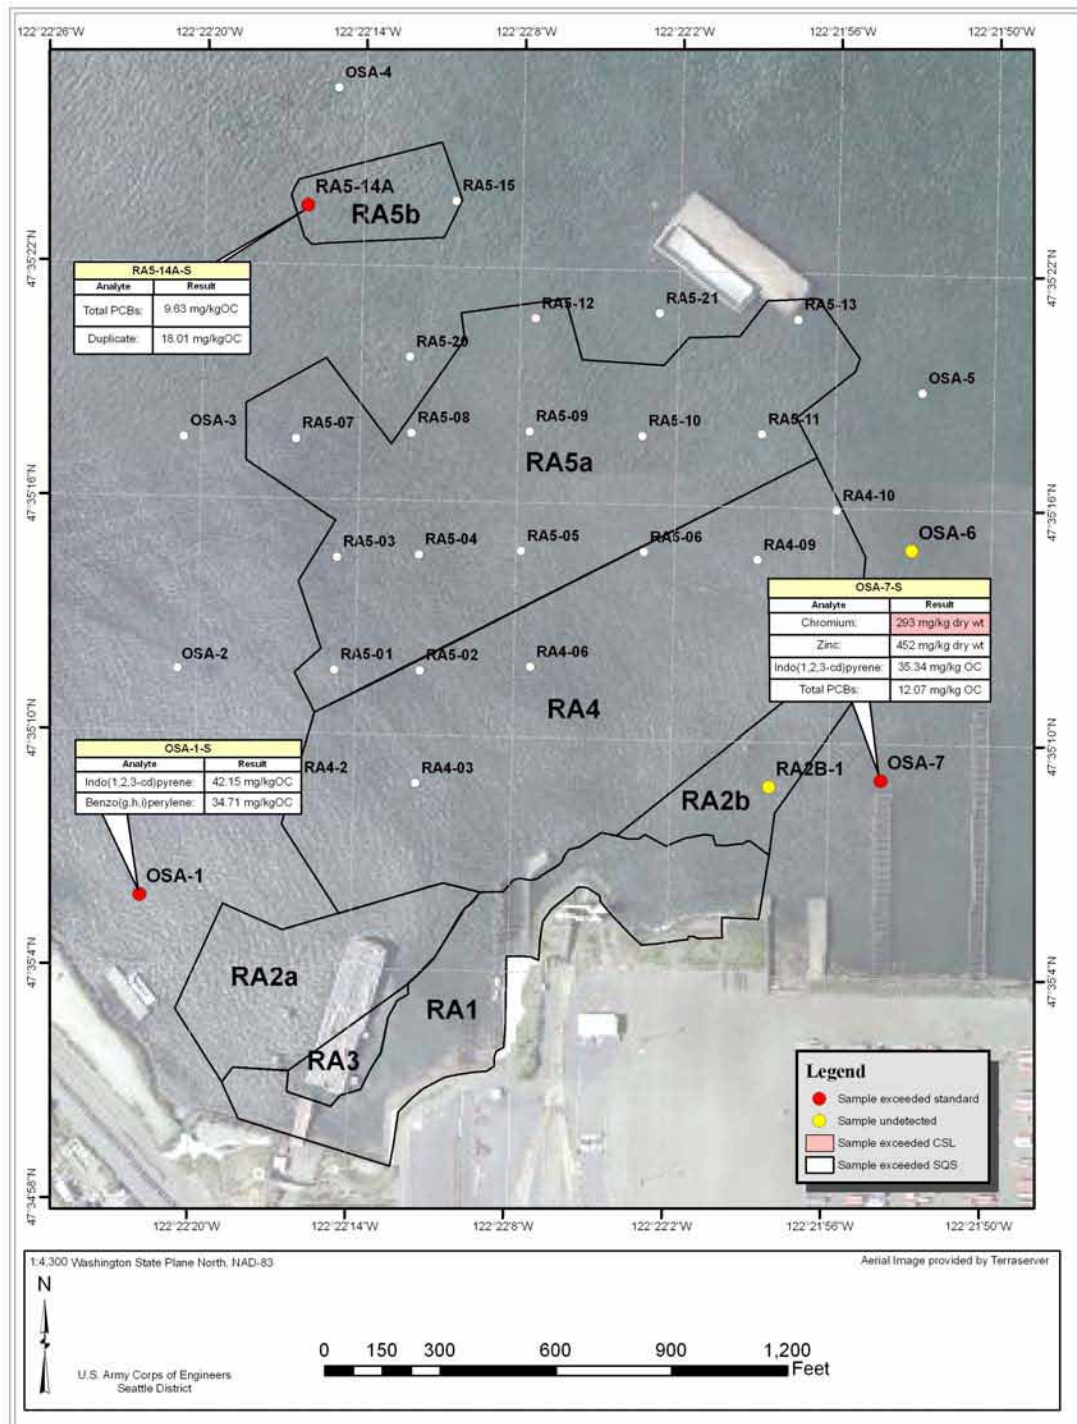 122°22'26"W 122°22'20"W 122°22'14"W 122°22'8"W 122°22'2"W 122°21'56"W 122°21'50"W
OSA-4
RA5-14A
RA5-15
RA5b
47°35'22"N
47°35'22"N
RA5-14A-S
Analyte Result
Total PCBs: 9.63 mg/kgOC
Duplicate: 18.01 mg/kgOC
RA5-12
RA5-21
RA5-13
RA5-20
OSA-5
OSA-3
RA5-07
RA5-08
RA5-09
RA5-10
RA5-11
RA5a
47°35'16"N
47°35'16"N
RA4-10
RA5-03
RA5-04
RA5-05
RA5-06
RA4-09
OSA-6
OSA-7-S
Analyte Result
Chromium: 293 mg/kg dry wt
Zinc: 452 mg/kg dry wt
Indo(1,2,3-cd)pyrene: 35.34 mg/kg OC
Total PCBs: 12.07 mg/kg OC
OSA-2
RA5-01
RA5-02
RA4-06
RA4
47°35'10"N
47°35'10"N
OSA-1-S
Analyte Result
Indo(1,2,3-cd)pyrene: 42.15 mg/kgOC
Benzo(g,h,i)perylene: 34.71 mg/kgOC
RA4-2
RA4-03
RA2B-1
OSA-7
RA2b
OSA-1
47°35'4"N
47°35'4"N
RA2a
RA1
RA3
Legend
Sample exceeded standard
Sample undetected
Sample exceeded CSL
Sample exceeded SQS
47°34'58"N
122°22'20"W 122°22'14"W 122°22'8"W 122°22'2"W 122°21'56"W 122°21'50"W
1:4,300 Washington State Plane North, NAD-83
Aerial Image provided by Terraserver
N
0 150 300 600 900 1,200
Feet
U.S. Army Corps of Engineers
Seattle District